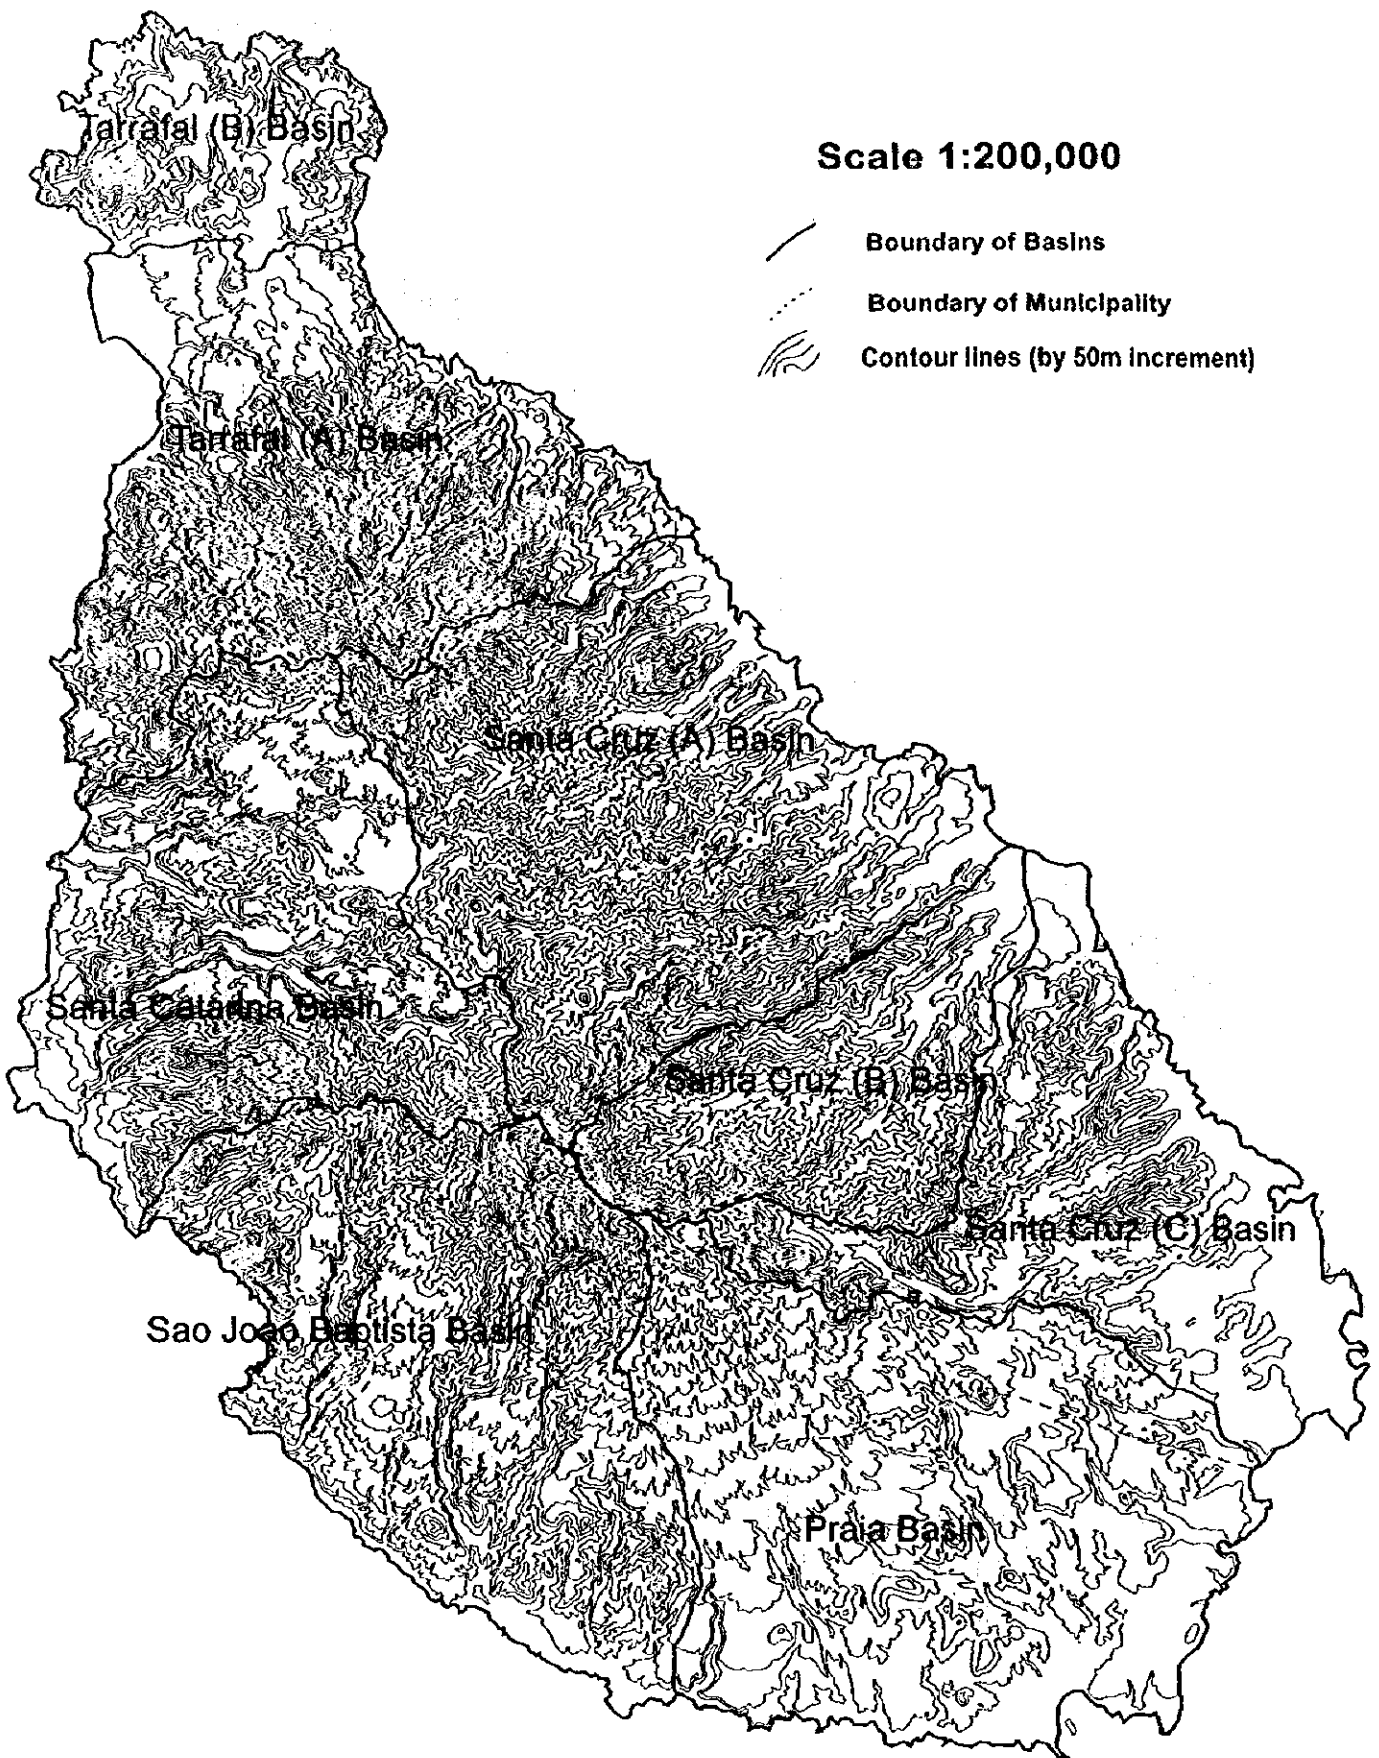 Tarrafal (B) Basin
Scale 1:200,000
Boundary of Basins
Boundary of Municipality
Contour lines (by 50m increment)
Tarrafal (A) Basin
Santa Cruz (A) Basin
Santa Catarina Basin
Santa Cruz (B) Basin
Santa Cruz (C) Basin
Sao Joao Baptista Basin
Praia Basin